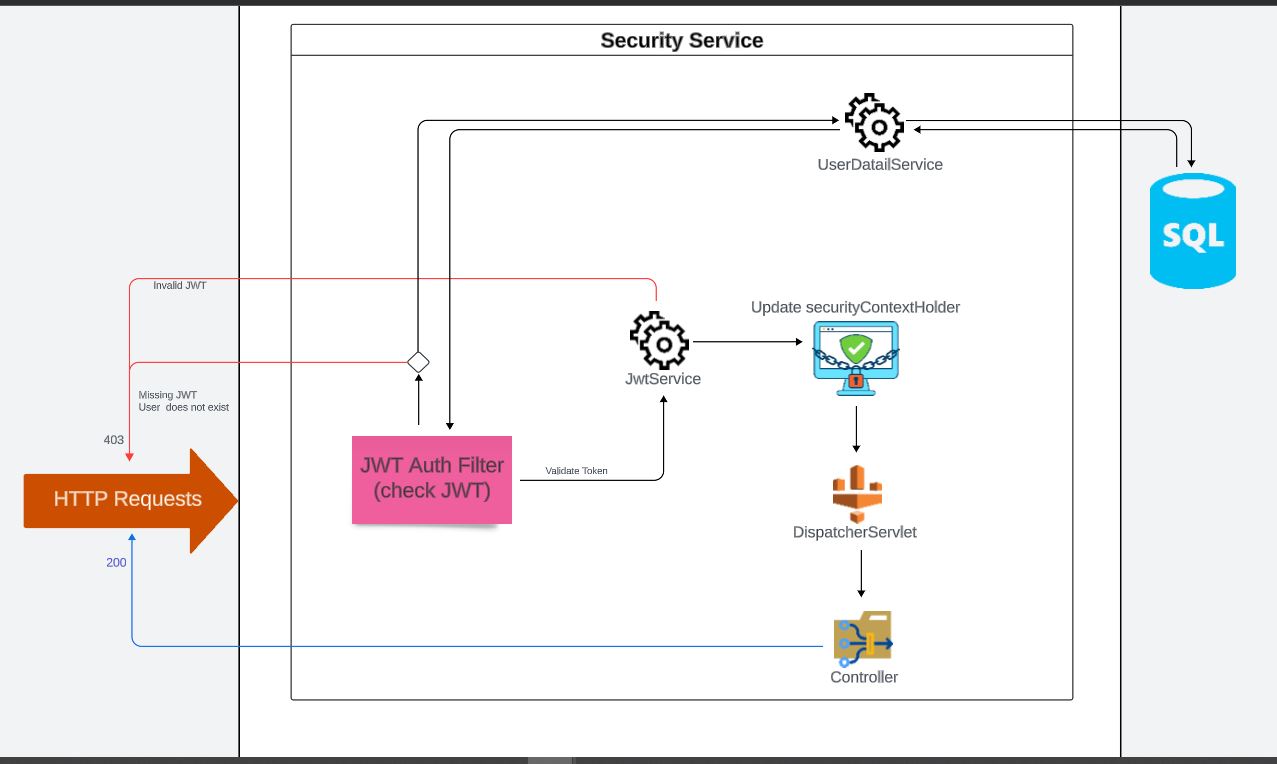 Security Service
UserDatailService
SQL
Invalid JWT
Update securityContextHolder
JwtService
Missing JWT
User does not exist
403
JWT Auth Filter
(check JWT)
Validate Token
HTTP Requests
DispatcherServlet
200
Controller